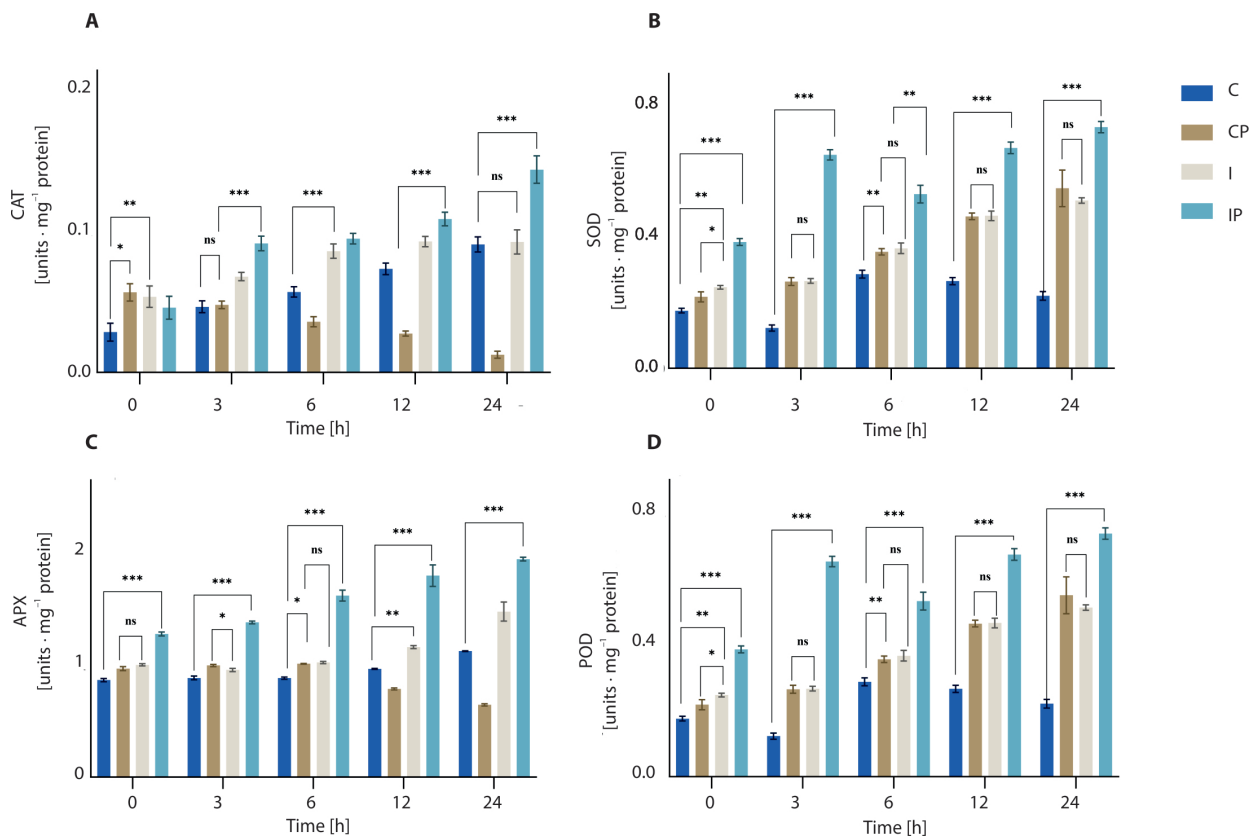 A
CAT
[units · mg⁻¹ protein]
0.2
0.1
0.0
*
**
ns
***
***
***
ns
***
0
3
6
12
24
Time [h]
B
SOD
[units · mg⁻¹ protein]
0.8
0.4
0.0
***
**
*
***
ns
**
ns
**
***
ns
***
ns
0
3
6
12
24
Time [h]
C
CP
I
IP
C
APX
[units · mg⁻¹ protein]
2
1
0
***
ns
***
*
***
ns
*
***
**
***
0
3
6
12
24
Time [h]
D
POD
[units · mg⁻¹ protein]
0.8
0.4
0.0
***
**
*
***
ns
***
ns
**
***
ns
***
ns
0
3
6
12
24
Time [h]